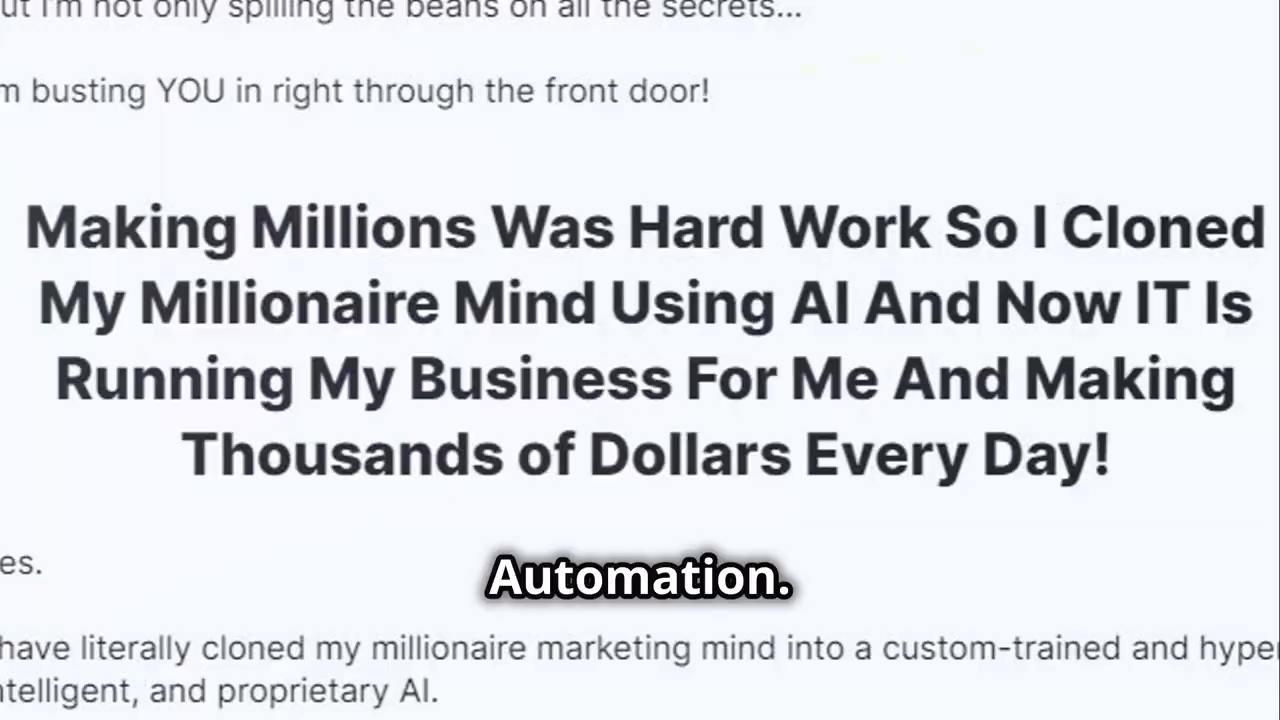 ut I'm not only spilling the beans on all the secrets...
m busting YOU in right through the front door!
Making Millions Was Hard Work So I Cloned
My Millionaire Mind Using AI And Now IT Is
Running My Business For Me And Making
Thousands of Dollars Every Day!
es.
Automation.
have literally cloned my millionaire marketing mind into a custom-trained and hyper
ntelligent, and proprietary AI.